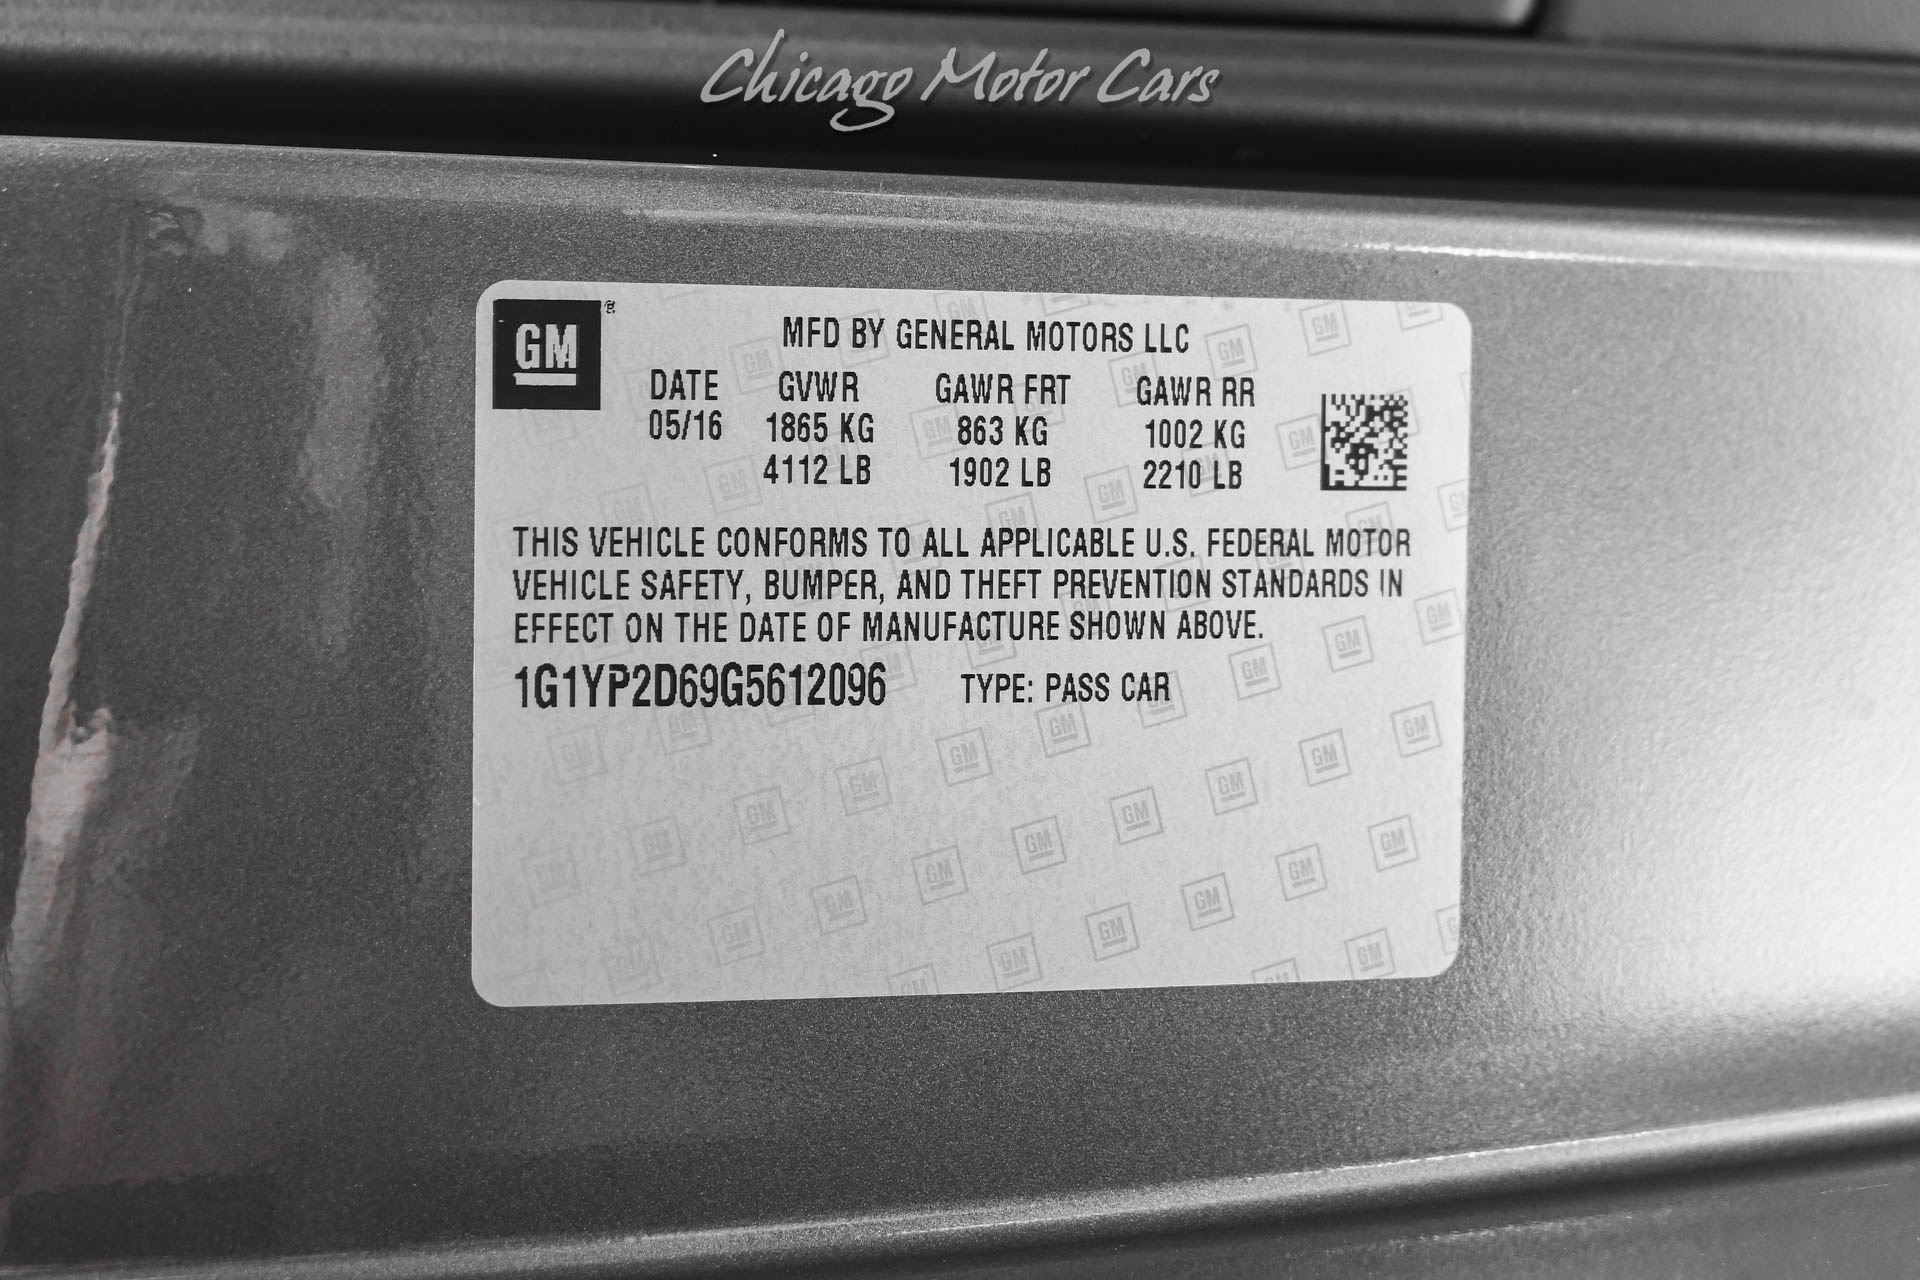 Chicago Motor Cars
GM®
MFD BY GENERAL MOTORS LLC
DATE GVWR GAWR FRT GAWR RR
05/16 1865 KG 863 KG 1002 KG
4112 LB 1902 LB 2210 LB
THIS VEHICLE CONFORMS TO ALL APPLICABLE U.S. FEDERAL MOTOR
VEHICLE SAFETY, BUMPER, AND THEFT PREVENTION STANDARDS IN
EFFECT ON THE DATE OF MANUFACTURE SHOWN ABOVE.
1G1YP2D69G5612096 TYPE: PASS CAR